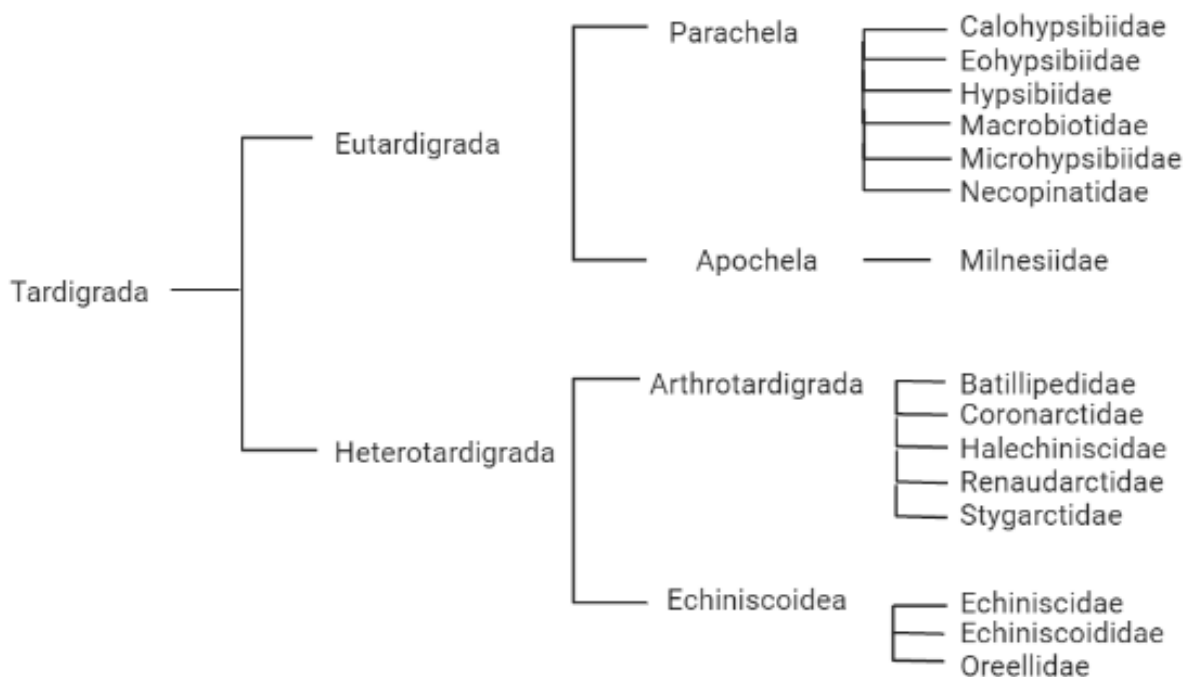 Tardigrada
Eutardigrada
Parachela
Calohypsibiidae
Eohypsibiidae
Hypsibiidae
Macrobiotidae
Microhypsibiidae
Necopinatidae
Apochela
Milnesiidae
Heterotardigrada
Arthrotardigrada
Batillipedidae
Coronarctidae
Halechiniscidae
Renaudarctidae
Stygarctidae
Echiniscoidea
Echiniscidae
Echiniscoididae
Oreellidae